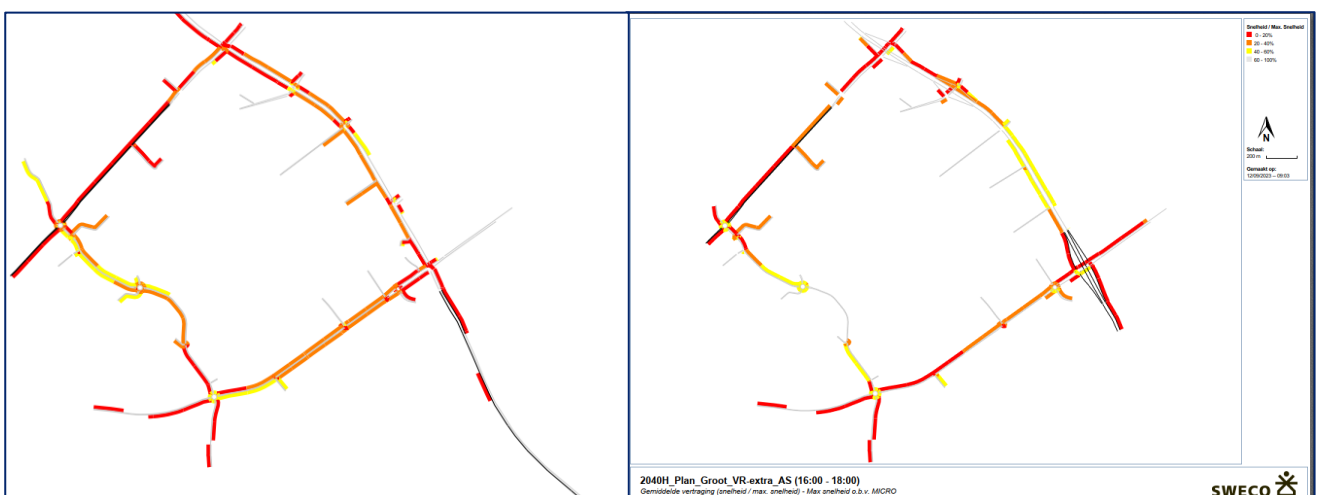 Snelheid / Max. Snelheid
0 - 20%
20 - 40%
40 - 60%
60 - 100%
N
Schaal:
200 m
Gemaakt op:
12/09/2023 – 09:03
2040H_Plan_Groot_VR-extra_AS (16:00 - 18:00)
Gemiddelde vertraging (snelheid / max. snelheid) - Max snelheid o.b.v. MICRO
SWECO